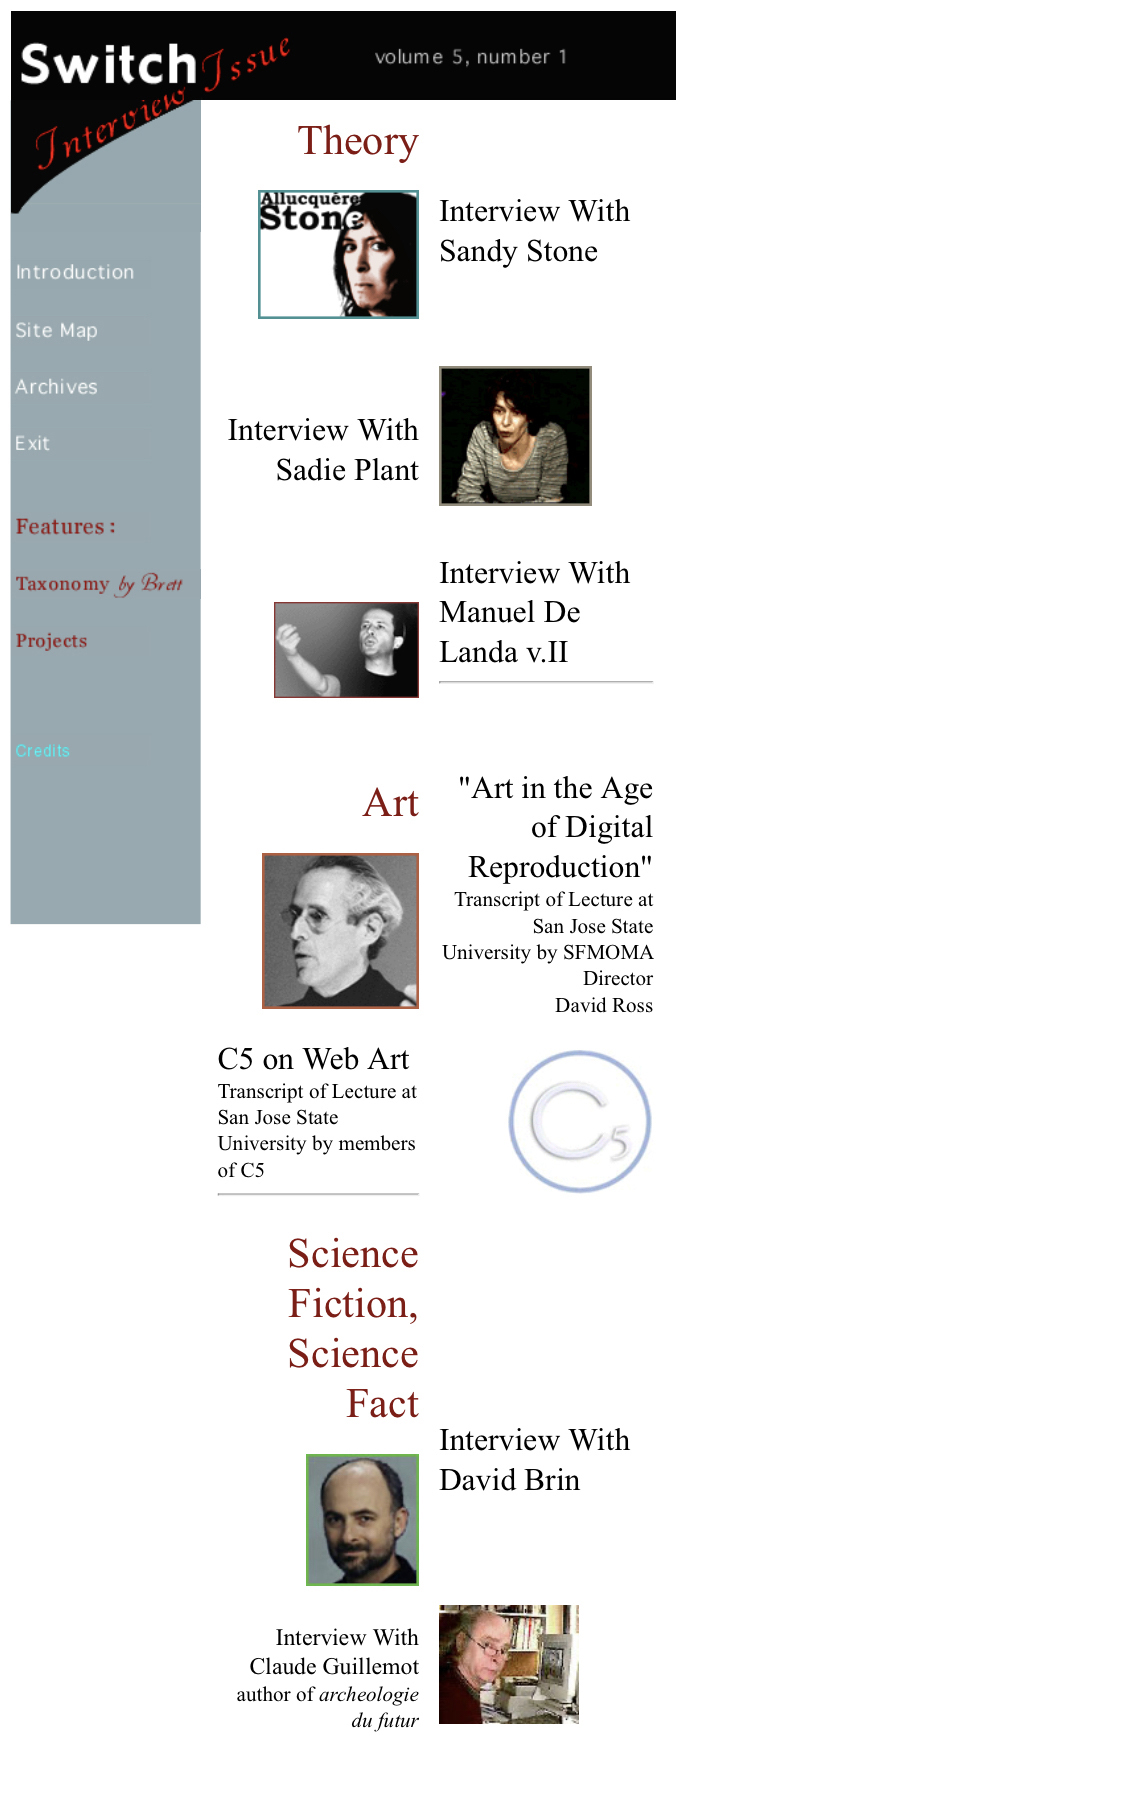 Switch Interview Issue
volume 5, number 1
Introduction
Site Map
Archives
Exit
Features :
Taxonomy by Brett
Projects
Credits
Theory
Allucquére
Stone
Interview With
Sandy Stone
Interview With
Sadie Plant
Interview With
Manuel De
Landa v.II
Art
"Art in the Age
of Digital
Reproduction"
Transcript of Lecture at
San Jose State
University by SFMOMA
Director
David Ross
C5 on Web Art
Transcript of Lecture at
San Jose State
University by members
of C5
C5
Science
Fiction,
Science
Fact
Interview With
David Brin
Interview With
Claude Guillemot
author of archeologie
du futur